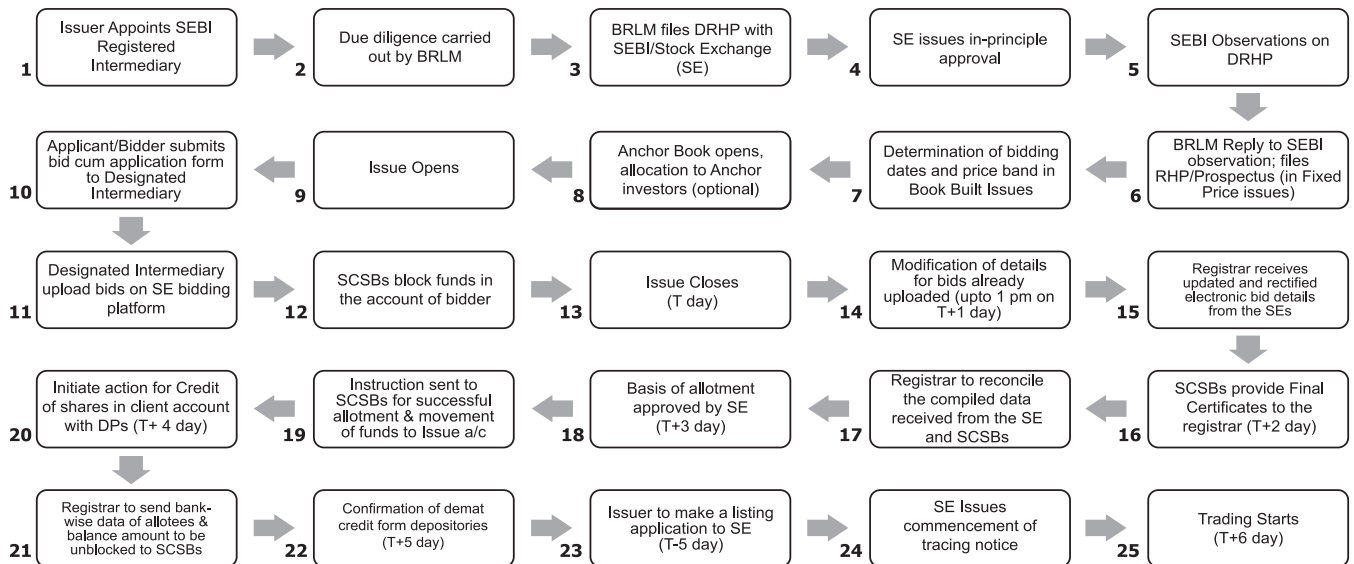 Issuer Appoints SEBI
Registered
Intermediary
1
Due diligence carried
out by BRLM
2
BRLM files DRHP with
SEBI/Stock Exchange
(SE)
3
SE issues in-principle
approval
4
SEBI Observations on
DRHP
5
BRLM Reply to SEBI
observation; files
RHP/Prospectus (in Fixed
Price issues)
6
Determination of bidding
dates and price band in
Book Built Issues
7
Anchor Book opens,
allocation to Anchor
investors (optional)
8
Issue Opens
9
Applicant/Bidder submits
bid cum application form
to Designated
Intermediary
10
Designated Intermediary
upload bids on SE bidding
platform
11
SCSBs block funds in
the account of bidder
12
Issue Closes
(T day)
13
Modification of details
for bids already
uploaded (upto 1 pm on
T+1 day)
14
Registrar receives
updated and rectified
electronic bid details
from the SEs
15
SCSBs provide Final
Certificates to the
registrar (T+2 day)
16
Registrar to reconcile
the compiled data
received from the SE
and SCSBs
17
Basis of allotment
approved by SE
(T+3 day)
18
Instruction sent to
SCSBs for successful
allotment & movement
of funds to Issue a/c
19
Initiate action for Credit
of shares in client account
with DPs (T+ 4 day)
20
Registrar to send bank-
wise data of allotees &
balance amount to be
unblocked to SCSBs
21
Confirmation of demat
credit form depositories
(T+5 day)
22
Issuer to make a listing
application to SE
(T-5 day)
23
SE Issues
commencement of
tracing notice
24
Trading Starts
(T+6 day)
25